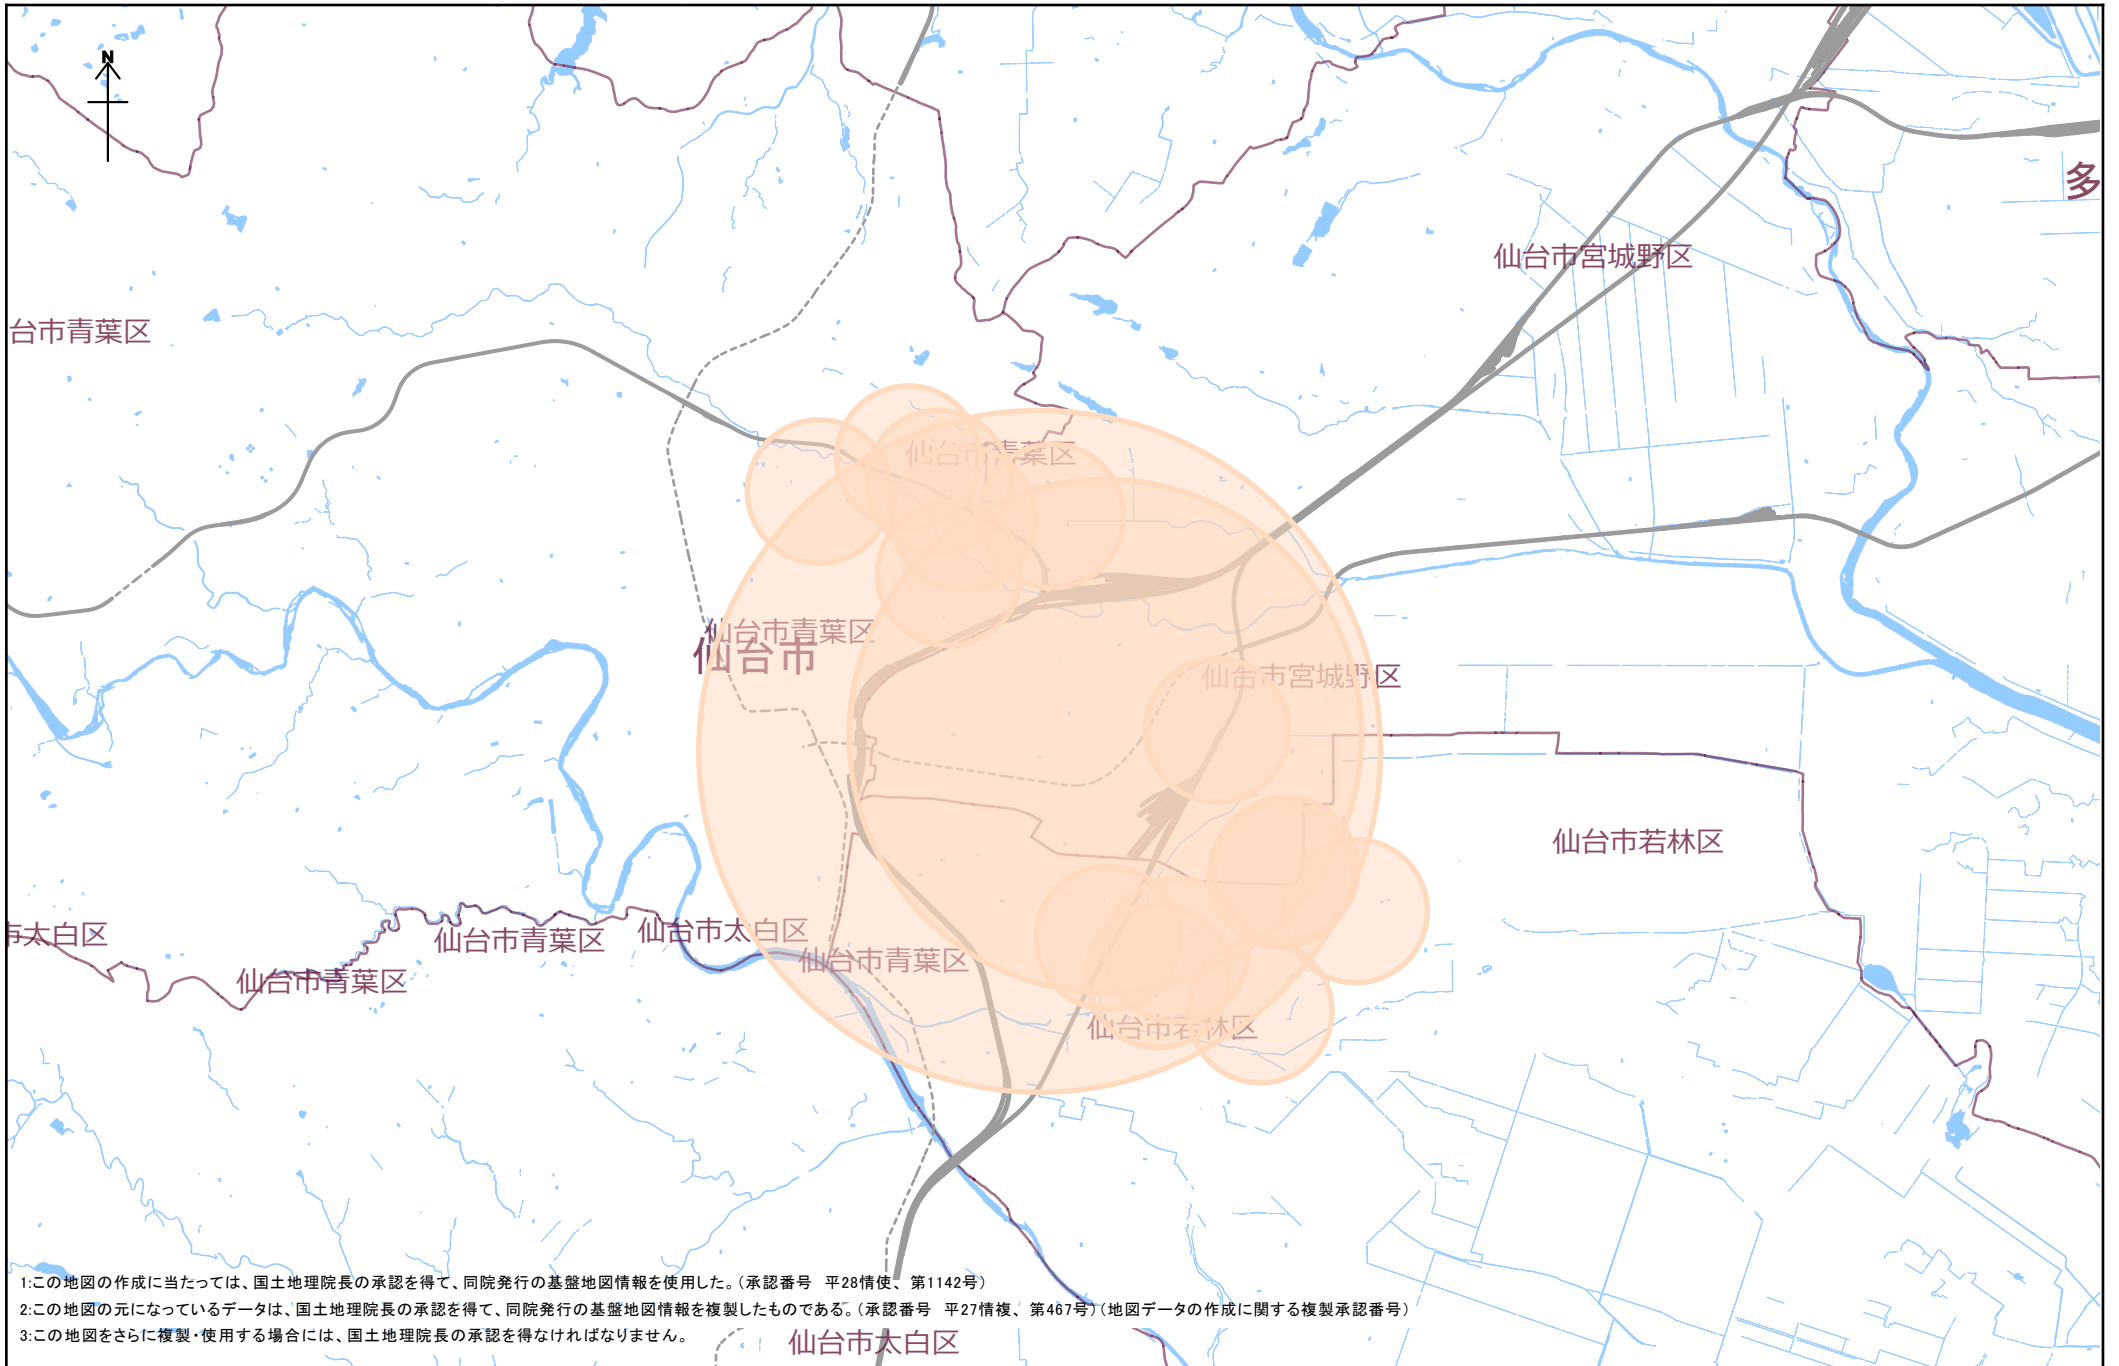 N
多
仙台市宮城野区
台市青葉区
仙台市青葉区
仙台市青葉区
仙台市
仙台市宮城野区
仙台市若林区
市太白区
仙台市青葉区
仙台市太白区
仙台市青葉区
仙台市青葉区
仙台市若林区
1:この地図の作成に当たっては、国土地理院長の承認を得て、同院発行の基盤地図情報を使用した。(承認番号 平28情使、 第1142号)
2:この地図の元になっているデータは、国土地理院長の承認を得て、同院発行の基盤地図情報を複製したものである。(承認番号 平27情複、 第467号)(地図データの作成に関する複製承認番号)
3:この地図をさらに複製・使用する場合には、国土地理院長の承認を得なければなりません。
仙台市太白区